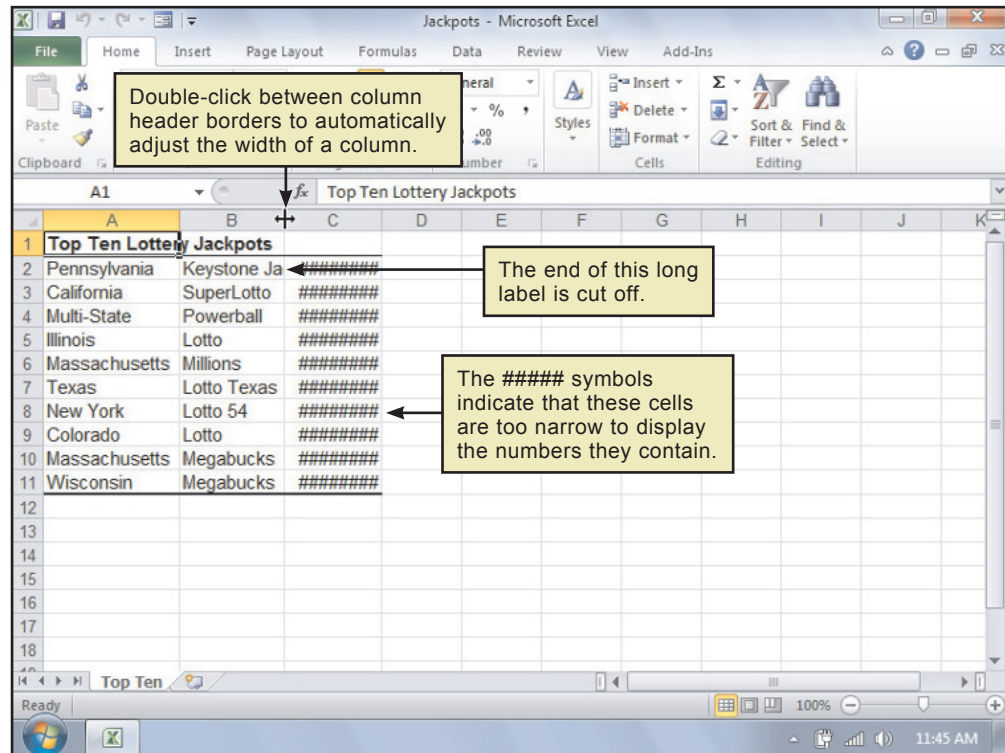 Jackpots - Microsoft Excel
File Home Insert Page Layout Formulas Data Review View Add-Ins
Paste
Clipboard
Styles
Insert
Delete
Format
Cells
Σ
Sort & Filter
Find & Select
Editing
%
,
.00
Double-click between column
header borders to automatically
adjust the width of a column.
A1 fx Top Ten Lottery Jackpots
A B C D E F G H I J K
1 Top Ten Lottery Jackpots
2 Pennsylvania Keystone Ja ########
3 California SuperLotto ########
4 Multi-State Powerball ########
5 Illinois Lotto ########
6 Massachusetts Millions ########
7 Texas Lotto Texas ########
8 New York Lotto 54 ########
9 Colorado Lotto ########
10 Massachusetts Megabucks ########
11 Wisconsin Megabucks ########
12
13
14
15
16
17
18
The end of this long
label is cut off.
The ##### symbols
indicate that these cells
are too narrow to display
the numbers they contain.
Top Ten
Ready 100%
11:45 AM